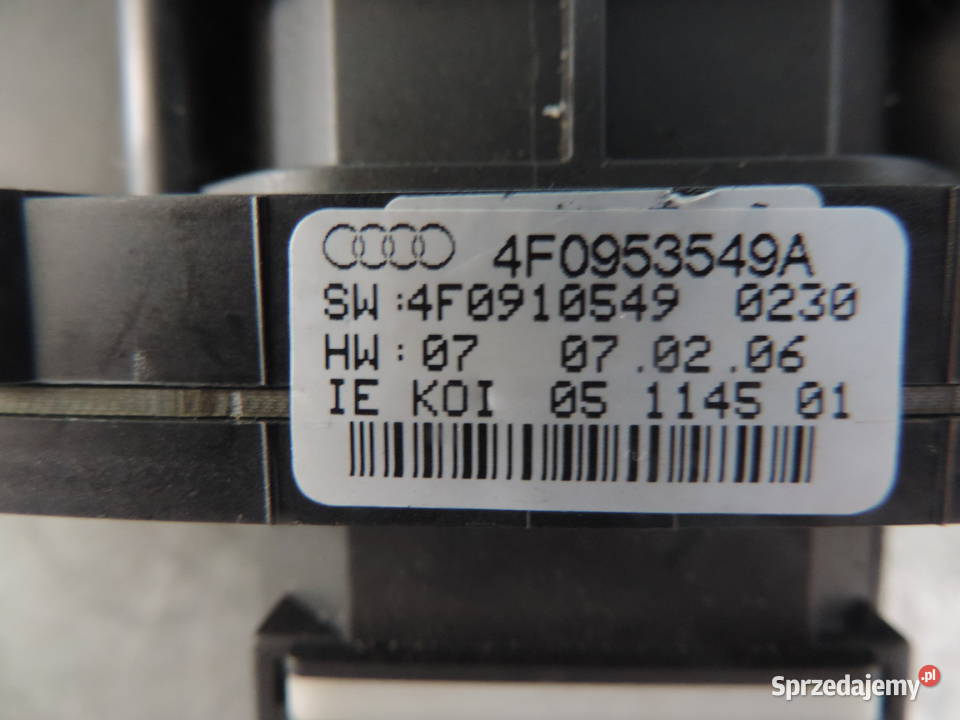 4F0953549A
SW :4F0910549 0230
HW: 07 07.02.06
IE KOI 05 1145 01
Sprzedajemy.pl